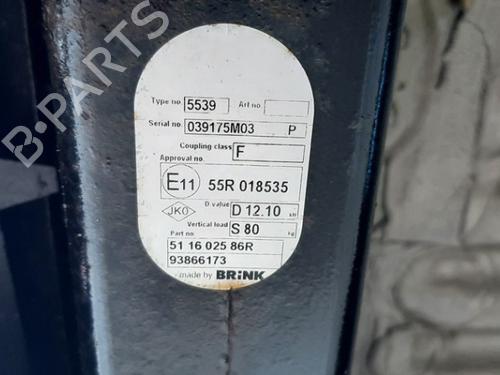 B-PARTS
Type no. 5539 Art no.
Serial no. 039175M03 P
Coupling class F
Approval no.
E11 55R 018535
JKO D value D 12.10 kN
Vertical load S 80 kg
Part no.
51 16 025 86R
93866173
made by BRINK